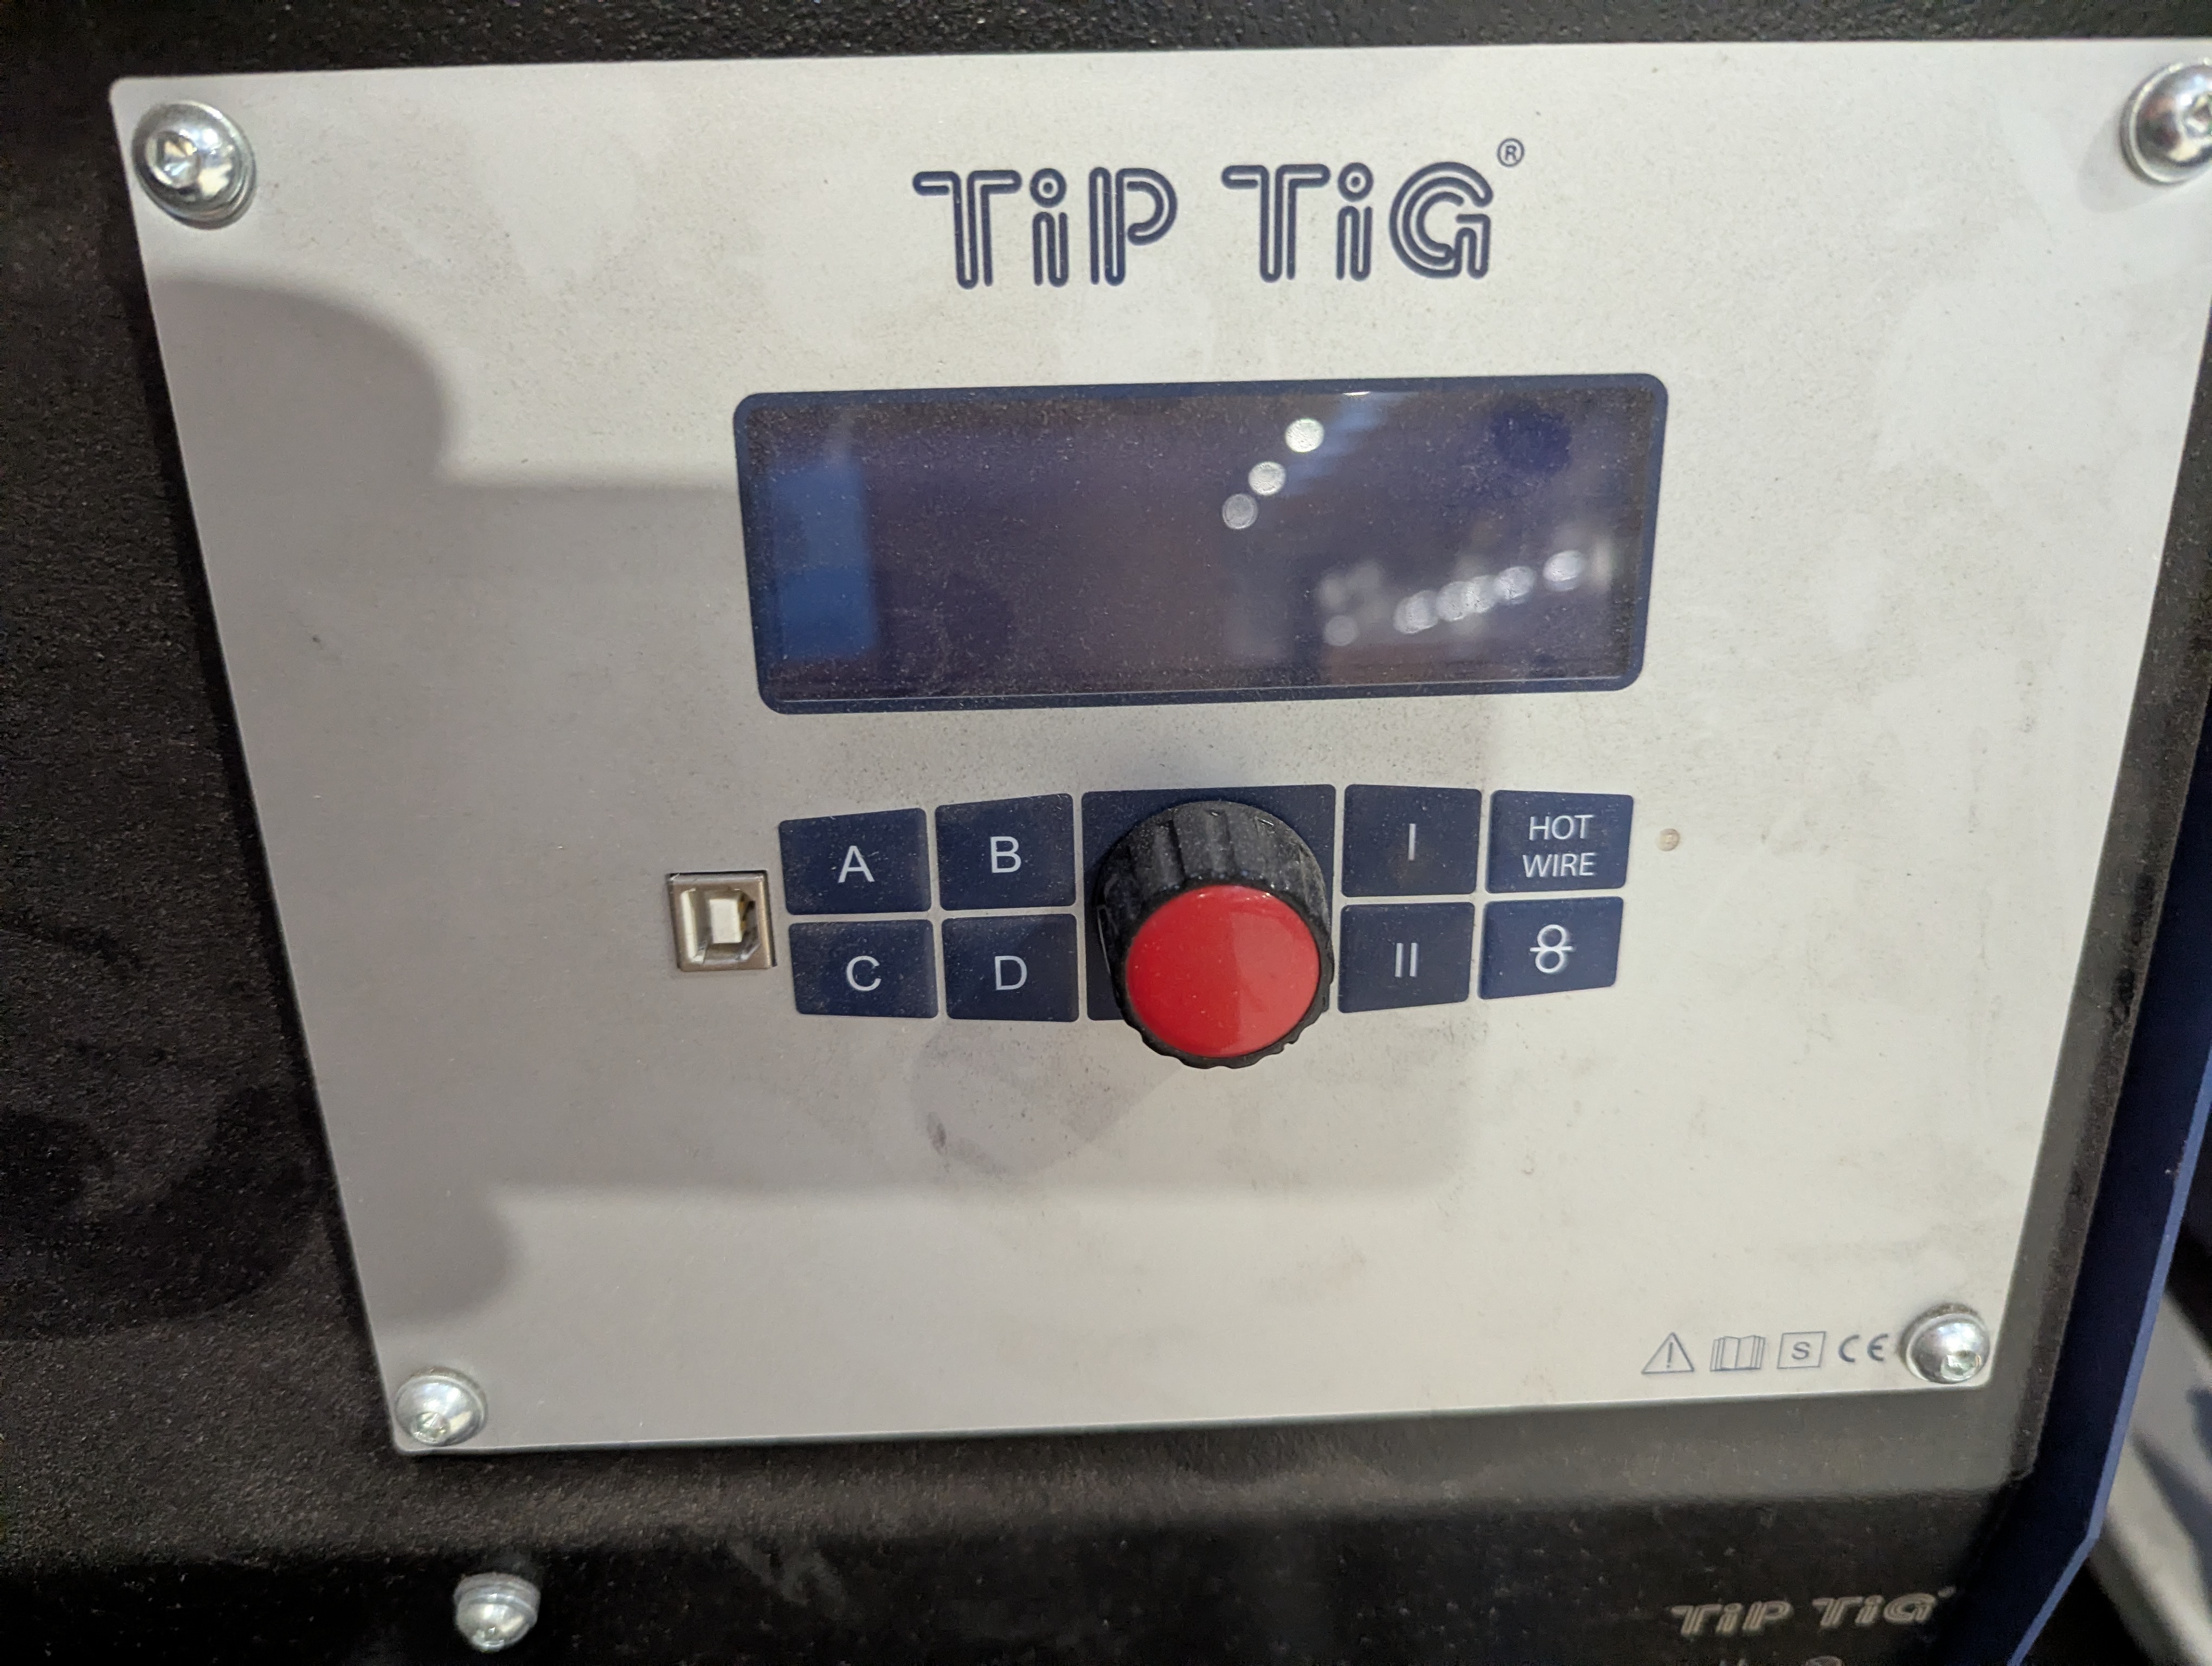 TiP TiG®
A B I HOT WIRE
C D II
S CE
TiP TiG